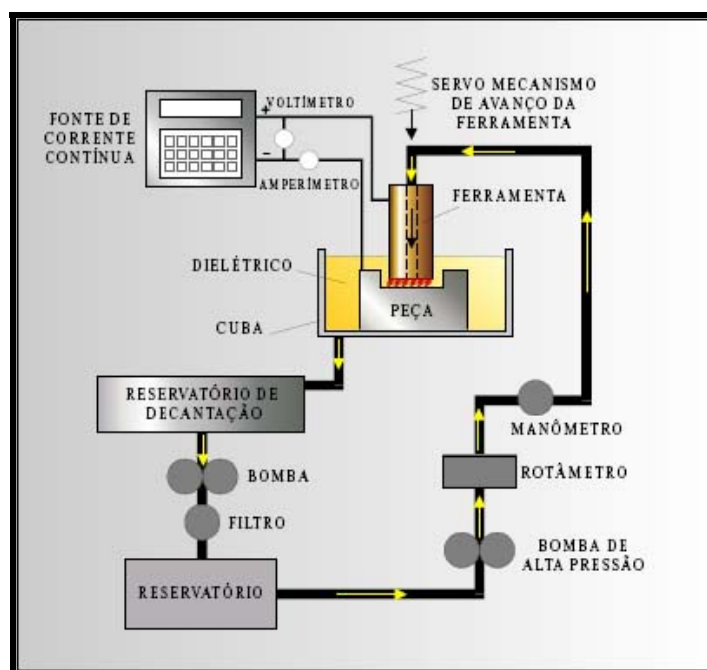 FONTE DE
CORRENTE
CONTÍNUA
+
VOLTÍMETRO
–
AMPERÍMETRO
SERVO MECANISMO
DE AVANÇO DA
FERRAMENTA
FERRAMENTA
DIELÉTRICO
PEÇA
CUBA
RESERVATÓRIO DE
DECANTAÇÃO
BOMBA
FILTRO
RESERVATÓRIO
MANÔMETRO
ROTÂMETRO
BOMBA DE
ALTA PRESSÃO